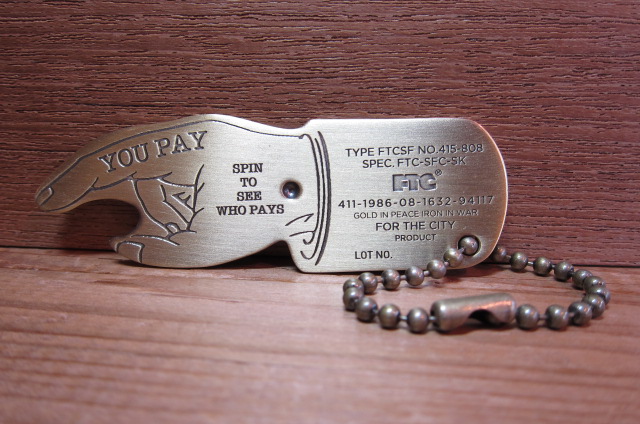 YOU PAY
SPIN
TO
SEE
WHO PAYS
TYPE FTCSF NO.415-808
SPEC. FTC-SFC-SK
FTC®
411-1986-08-1632-94117
GOLD IN PEACE IRON IN WAR
FOR THE CITY
PRODUCT
LOT NO.